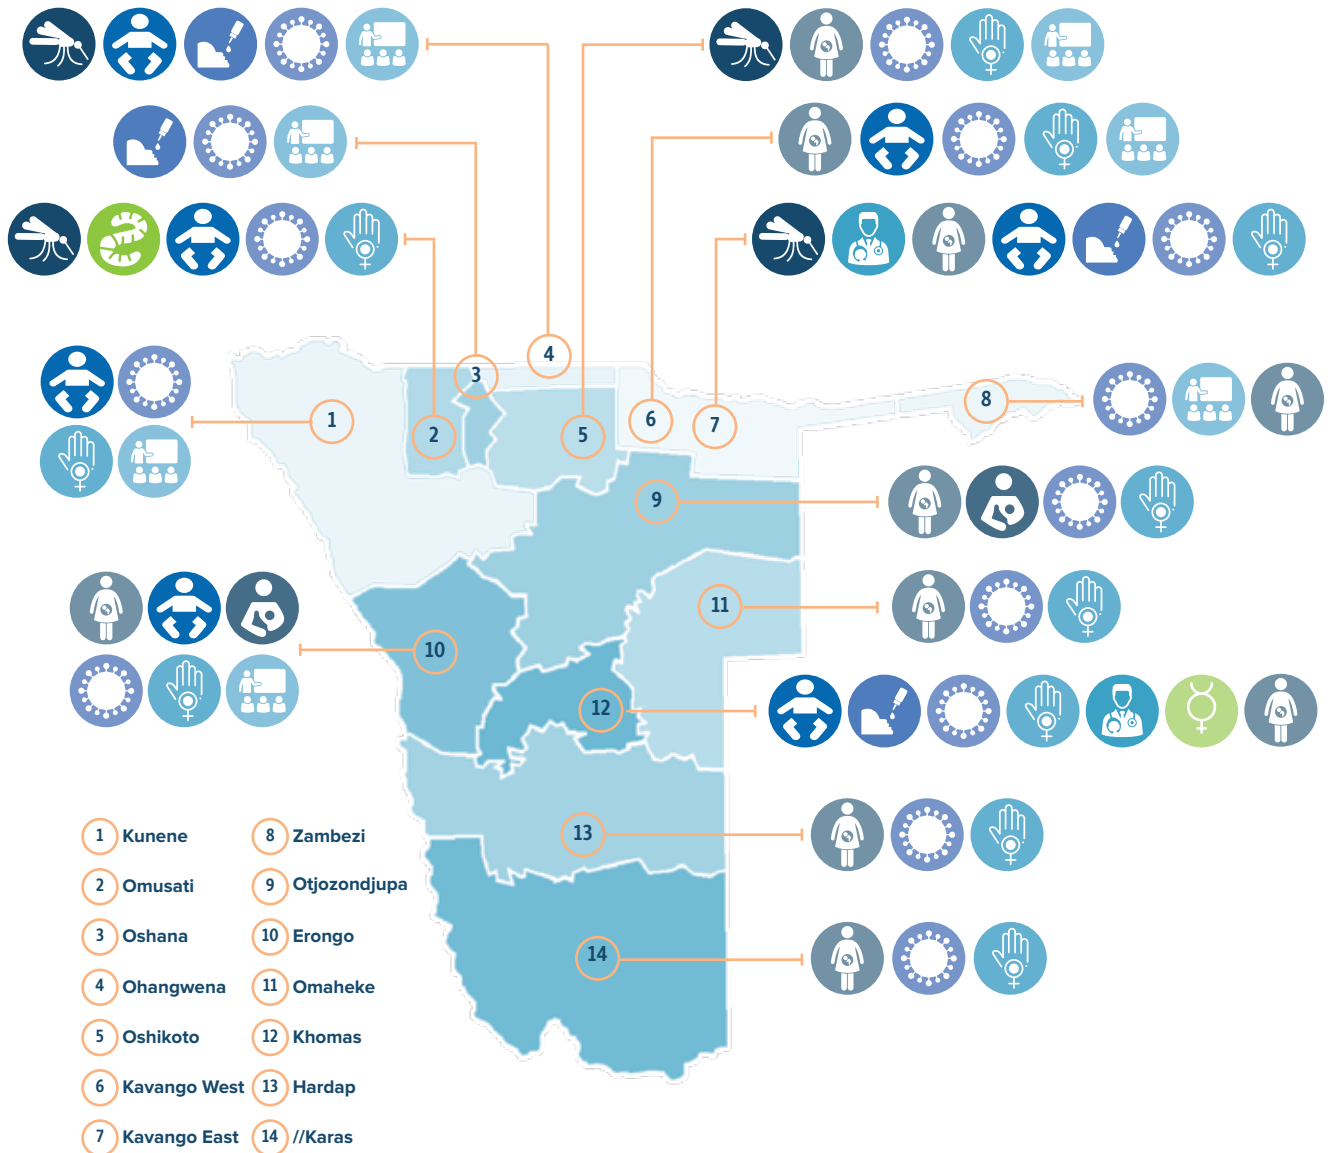 4
3
1
2
5
6
7
8
9
11
10
12
13
14
1 Kunene
2 Omusati
3 Oshana
4 Ohangwena
5 Oshikoto
6 Kavango West
7 Kavango East
8 Zambezi
9 Otjozondjupa
10 Erongo
11 Omaheke
12 Khomas
13 Hardap
14 //Karas